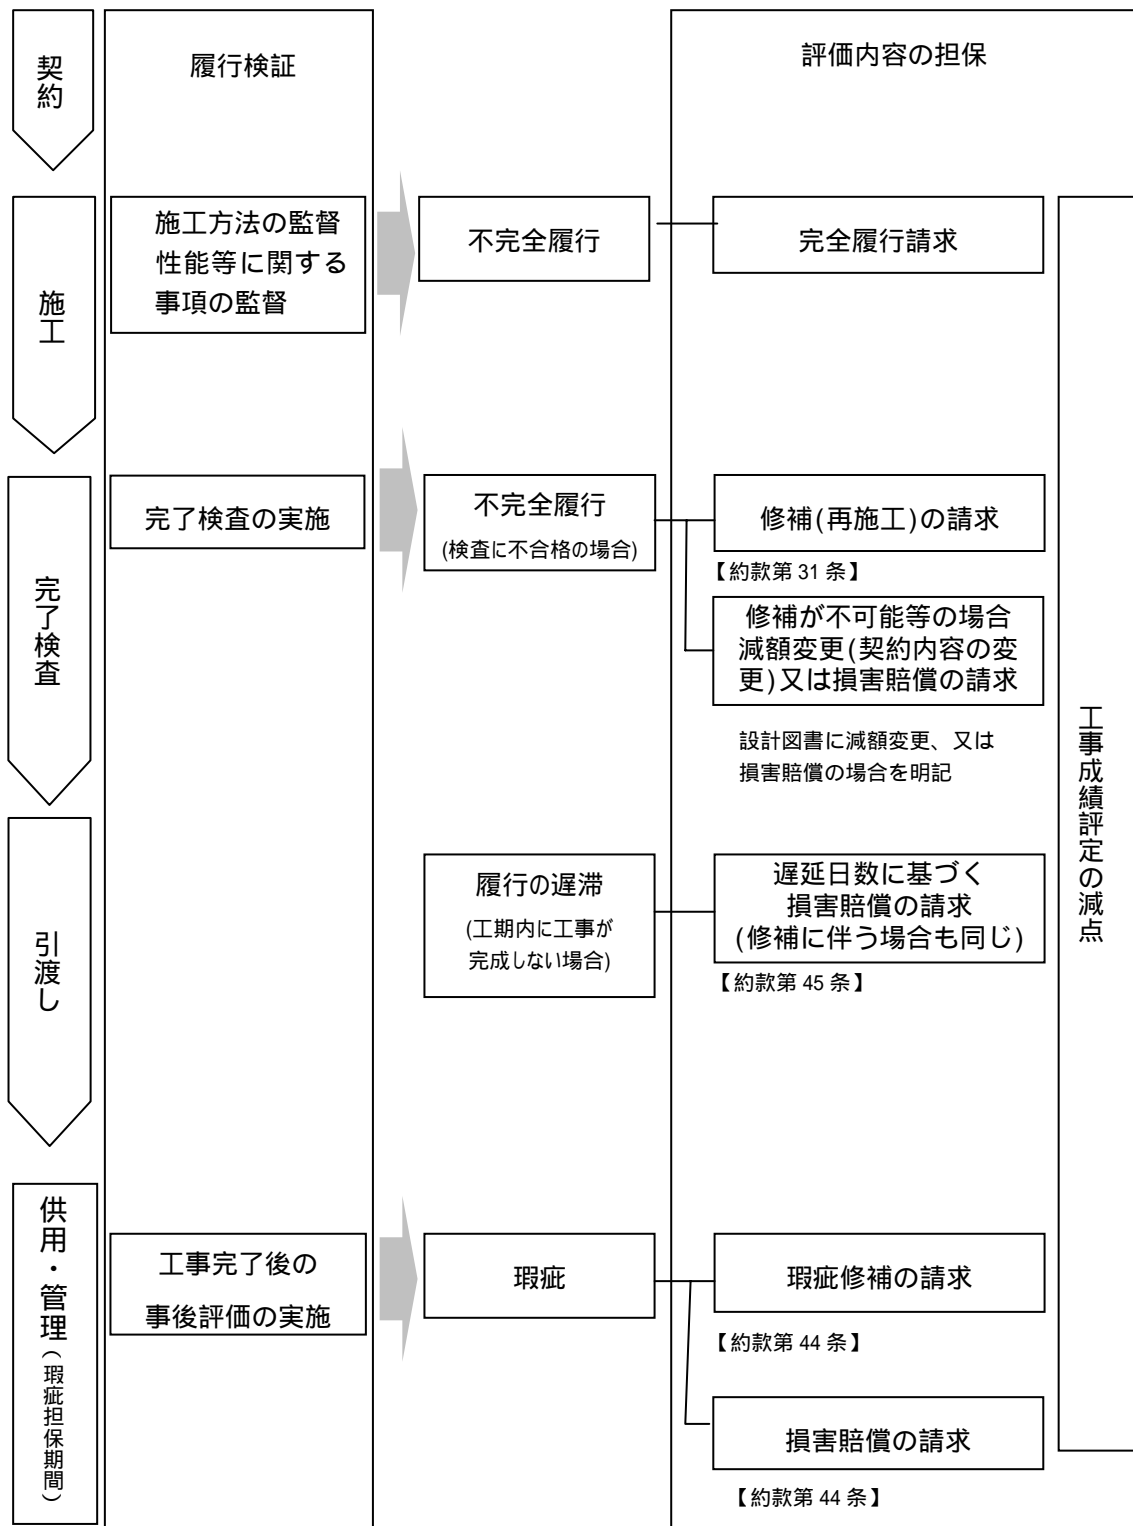 契約
履行検証
評価内容の担保
施工
施工方法の監督
性能等に関する
事項の監督
不完全履行
完全履行請求
完了検査
完了検査の実施
不完全履行
(検査に不合格の場合)
修補(再施工)の請求
【約款第 31 条】
修補が不可能等の場合
減額変更(契約内容の変
更)又は損害賠償の請求
設計図書に減額変更、又は
損害賠償の場合を明記
引渡し
履行の遅滞
(工期内に工事が
完成しない場合)
遅延日数に基づく
損害賠償の請求
(修補に伴う場合も同じ)
【約款第 45 条】
供用・管理(瑕疵担保期間)
工事完了後の
事後評価の実施
瑕疵
瑕疵修補の請求
【約款第 44 条】
損害賠償の請求
【約款第 44 条】
工事成績評定の減点